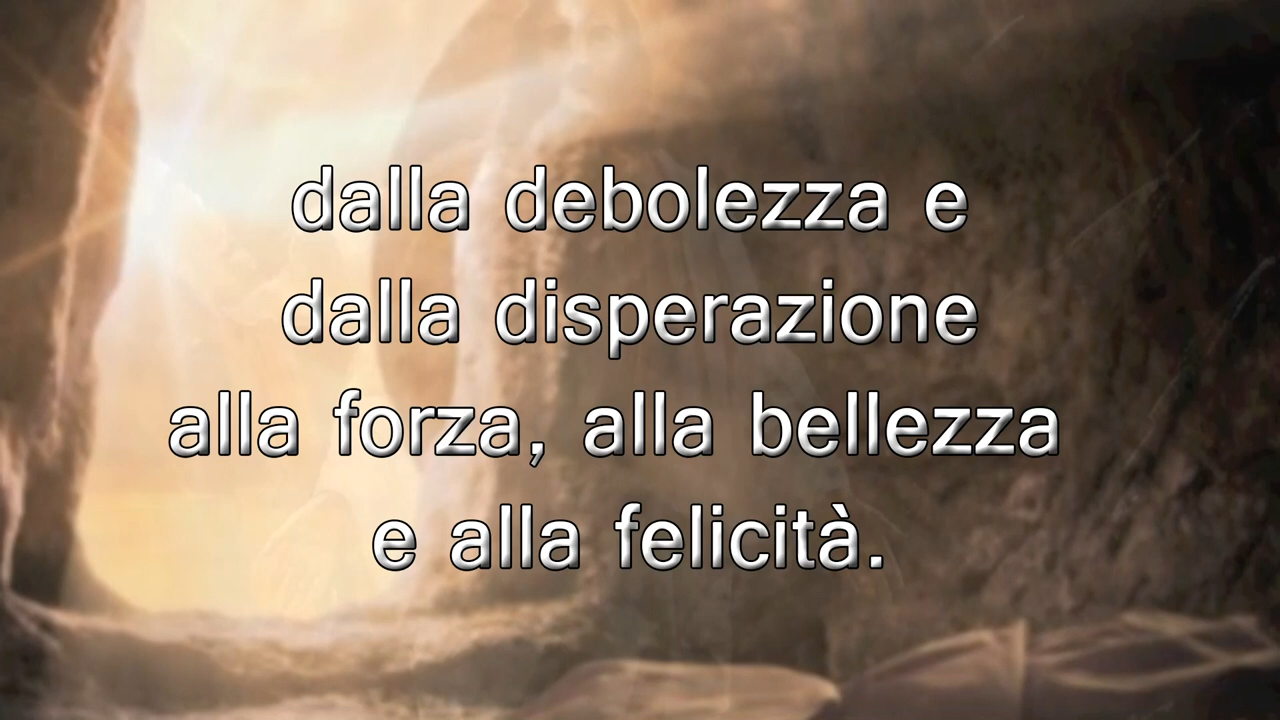 dalla debolezza e
dalla disperazione
alla forza, alla bellezza
e alla felicità.